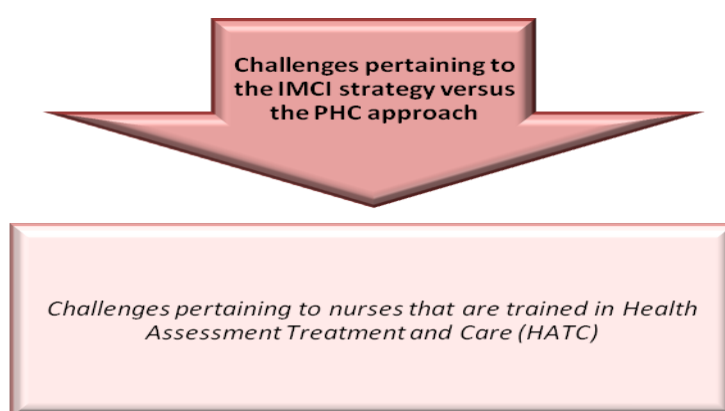 Challenges pertaining to
the IMCI strategy versus
the PHC approach
Challenges pertaining to nurses that are trained in Health
Assessment Treatment and Care (HATC)